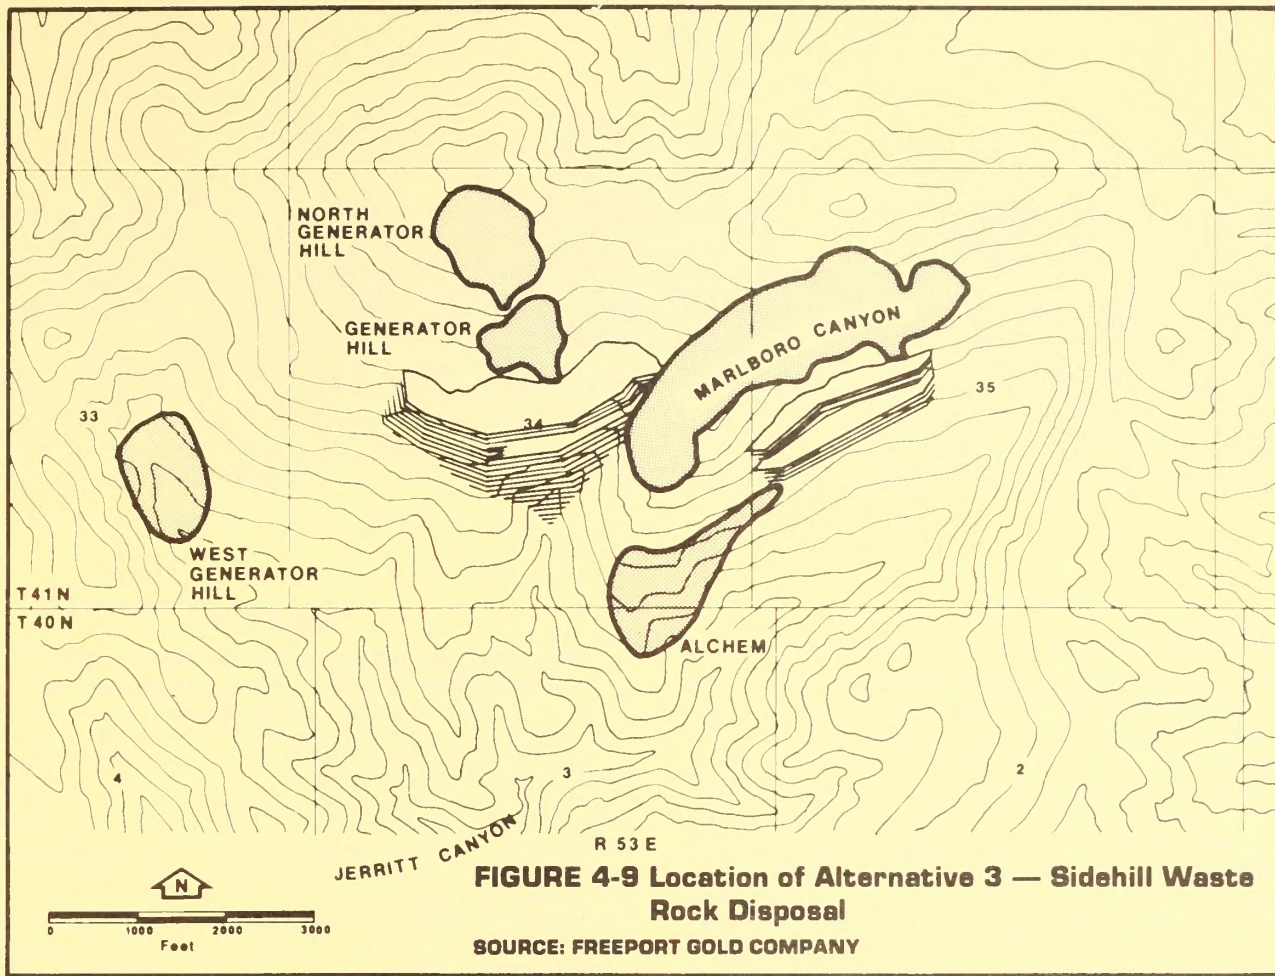 NORTH
GENERATOR
HILL
GENERATOR
HILL
MARLBORO CANYON
33
34
35
WEST
GENERATOR
HILL
T 41 N
T 40 N
ALCHEM
4
3
2
JERRITT CANYON
R 53 E
N
0 1000 2000 3000
Feet
FIGURE 4-9 Location of Alternative 3 — Sidehill Waste
Rock Disposal
SOURCE: FREEPORT GOLD COMPANY